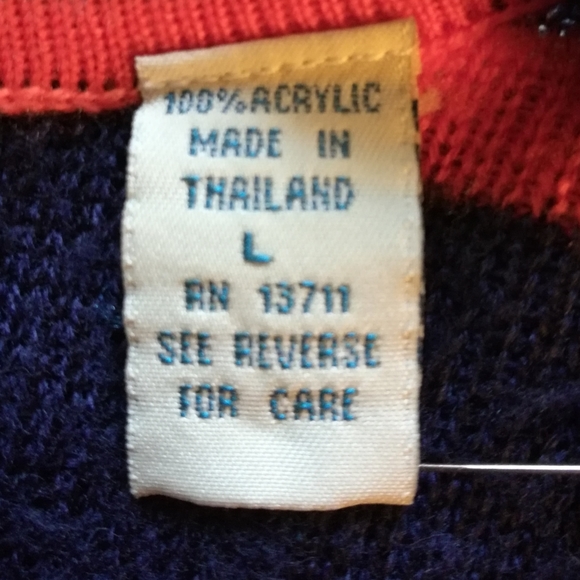 100% ACRYLIC
MADE IN
THAILAND
L
RN 13711
SEE REVERSE
FOR CARE